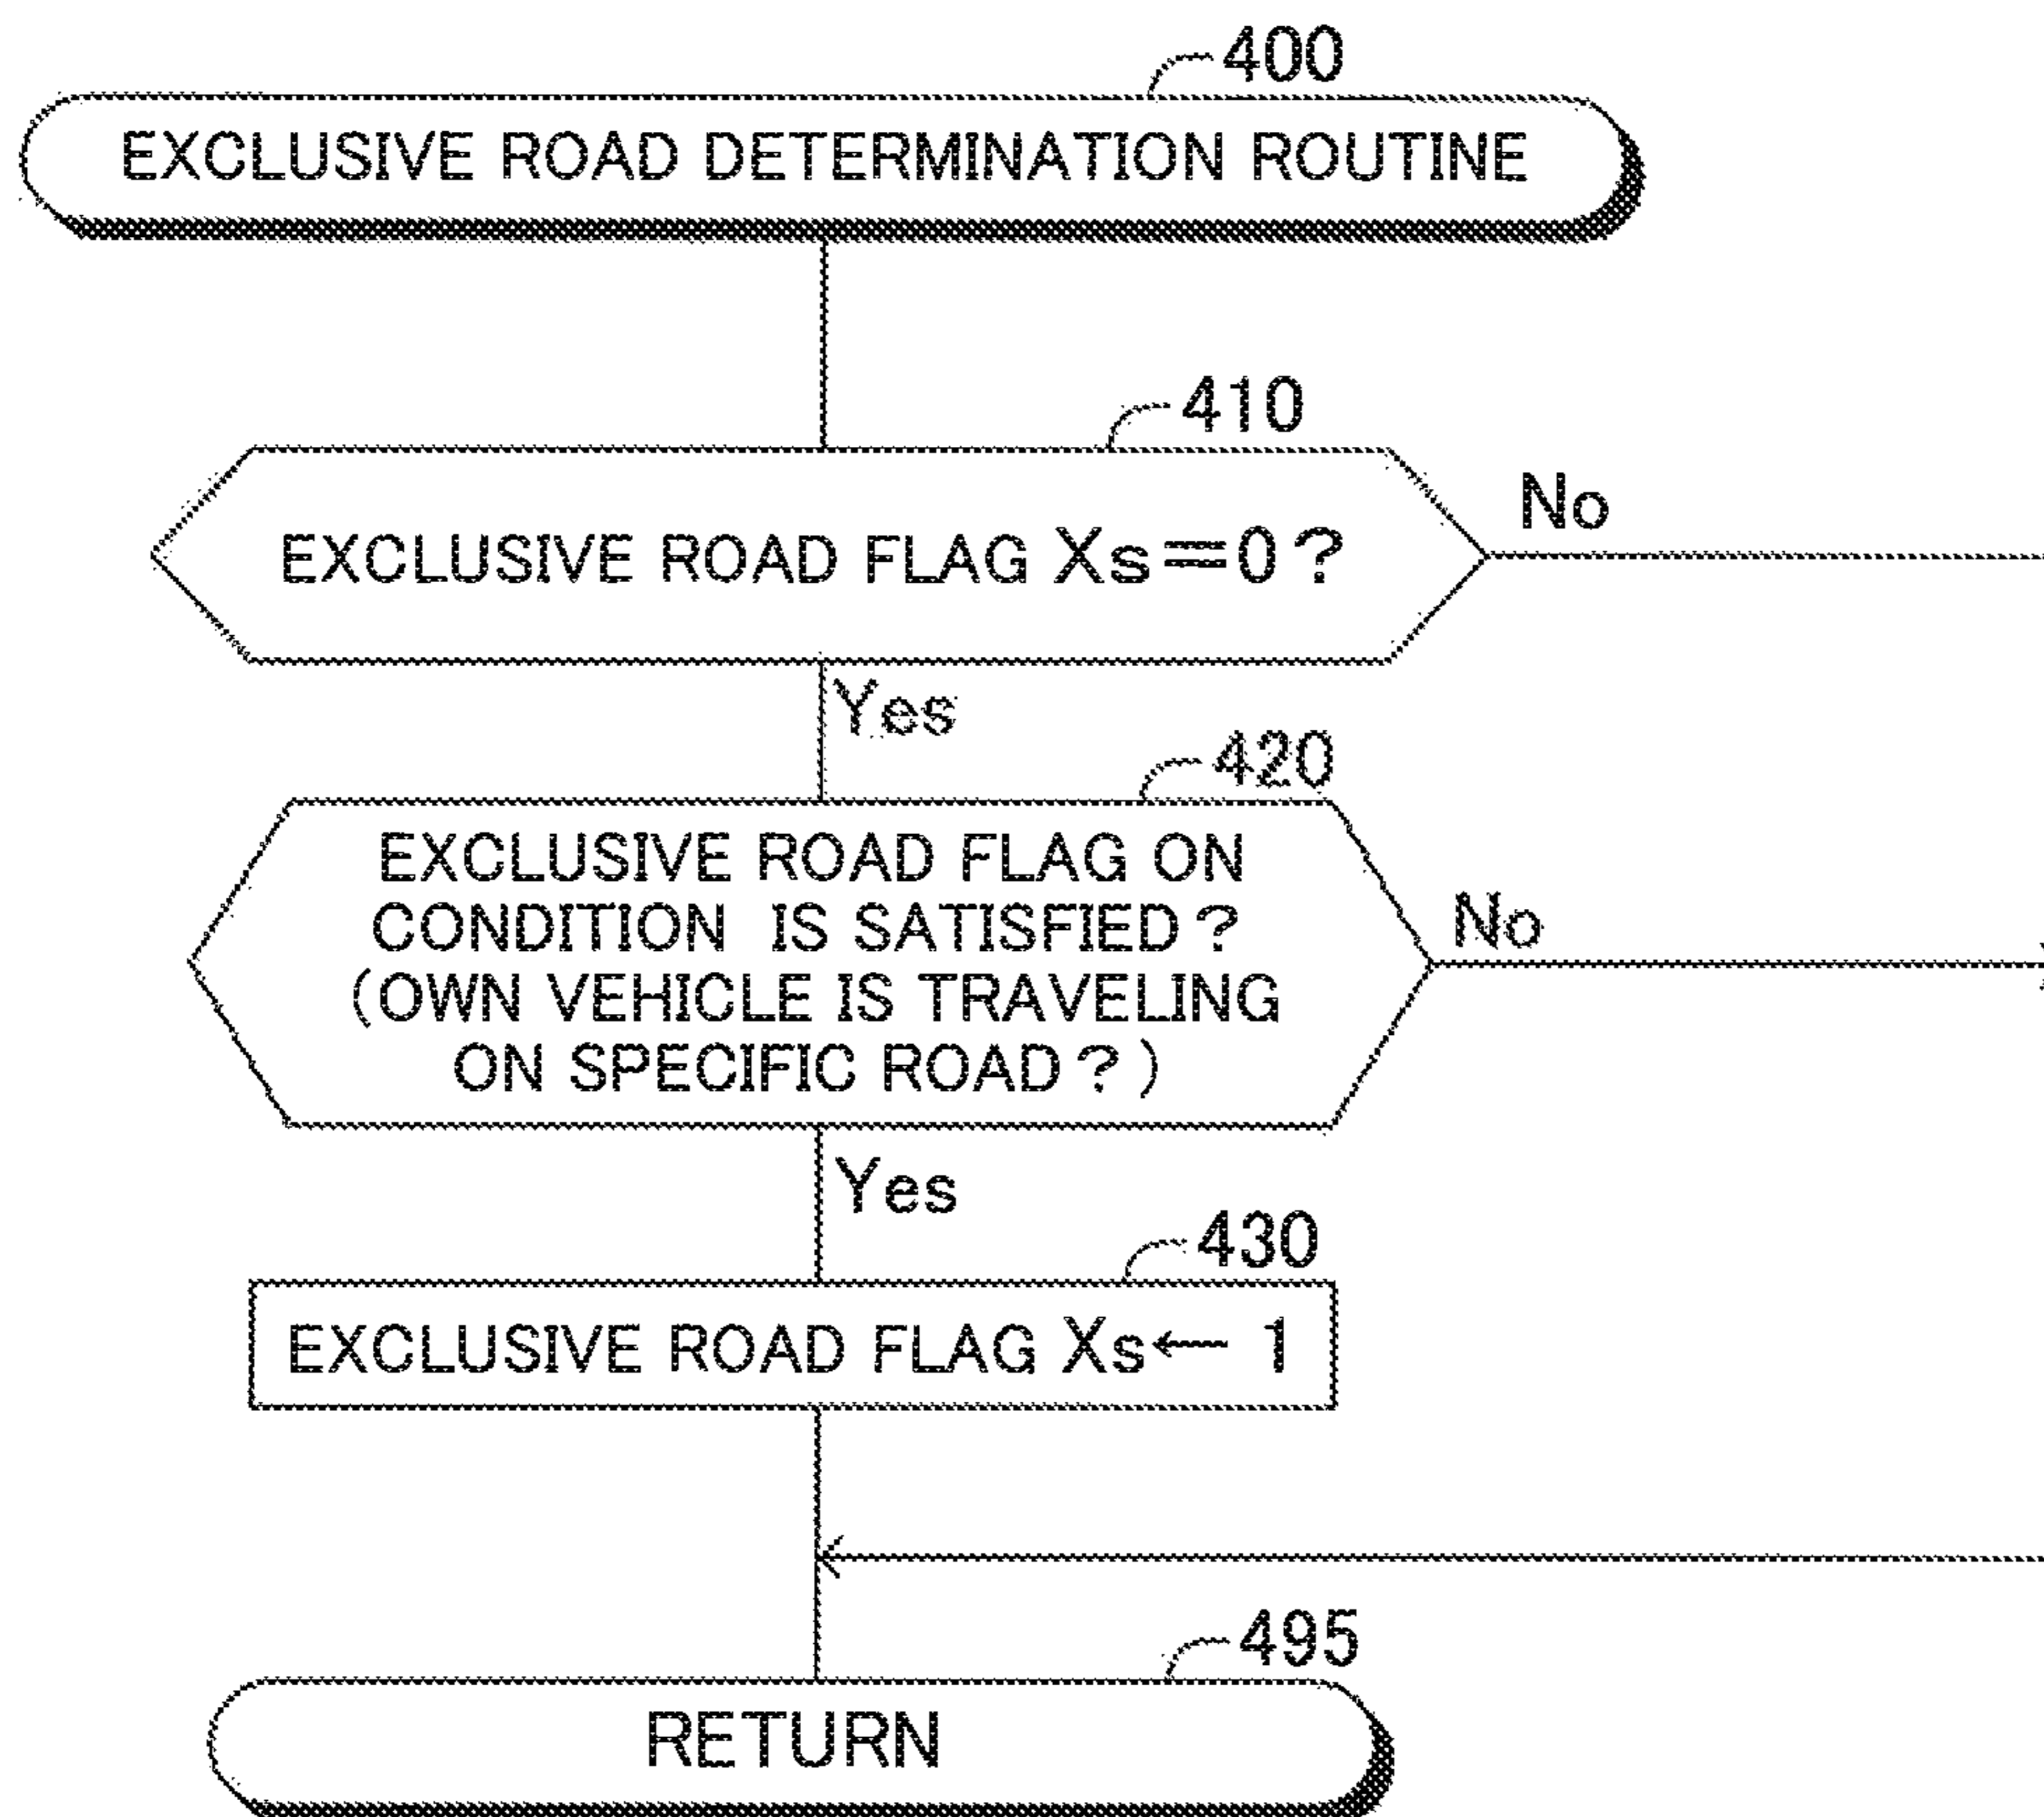 400
EXCLUSIVE ROAD DETERMINATION ROUTINE
410
EXCLUSIVE ROAD FLAG Xs=0?
No
Yes
420
EXCLUSIVE ROAD FLAG ON
CONDITION IS SATISFIED?
(OWN VEHICLE IS TRAVELING
ON SPECIFIC ROAD?)
No
Yes
430
EXCLUSIVE ROAD FLAG Xs← 1
495
RETURN